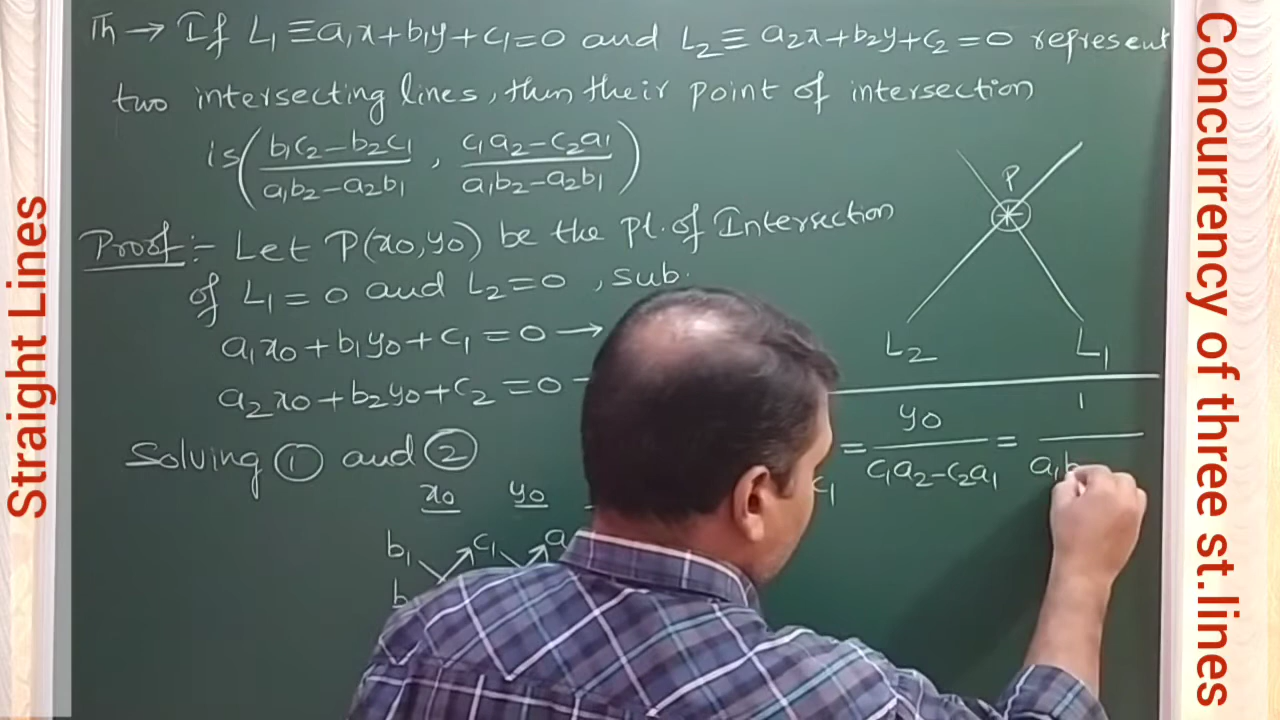 Straight Lines
Th → If L₁ ≡ a₁x + b₁y + c₁ = 0 and L₂ ≡ a₂x + b₂y + c₂ = 0 represent
two intersecting lines, then their point of intersection
is (b₁c₂ – b₂c₁ / a₁b₂ – a₂b₁ , c₁a₂ – c₂a₁ / a₁b₂ – a₂b₁)
Proof :- Let P(x₀, y₀) be the pt. of Intersection
of L₁ = 0 and L₂ = 0, sub.
a₁x₀ + b₁y₀ + c₁ = 0 →
a₂x₀ + b₂y₀ + c₂ = 0
Solving ① and ②
x₀ y₀
b₁ c₁ a
b
P
L₂ L₁
= y₀ / c₁a₂ – c₂a₁ = 1 / a₁b
c₁
Concurrency of three st.lines